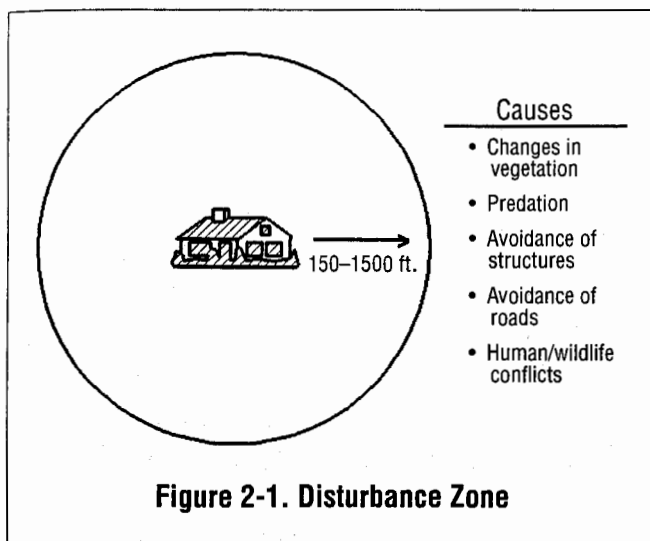 Causes
• Changes in
vegetation
• Predation
• Avoidance of
structures
150–1500 ft.
• Avoidance of
roads
• Human/wildlife
conflicts
Figure 2-1. Disturbance Zone